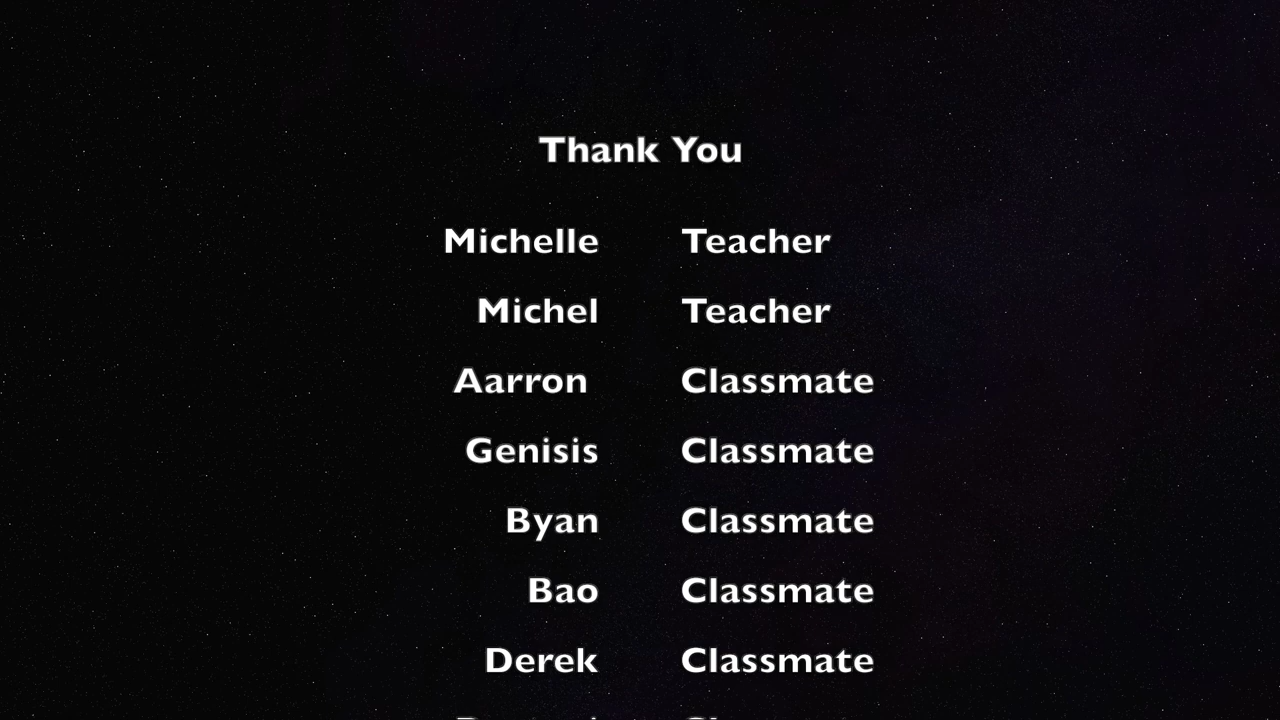 Thank You
Michelle Teacher
Michel Teacher
Aarron Classmate
Genisis Classmate
Byan Classmate
Bao Classmate
Derek Classmate